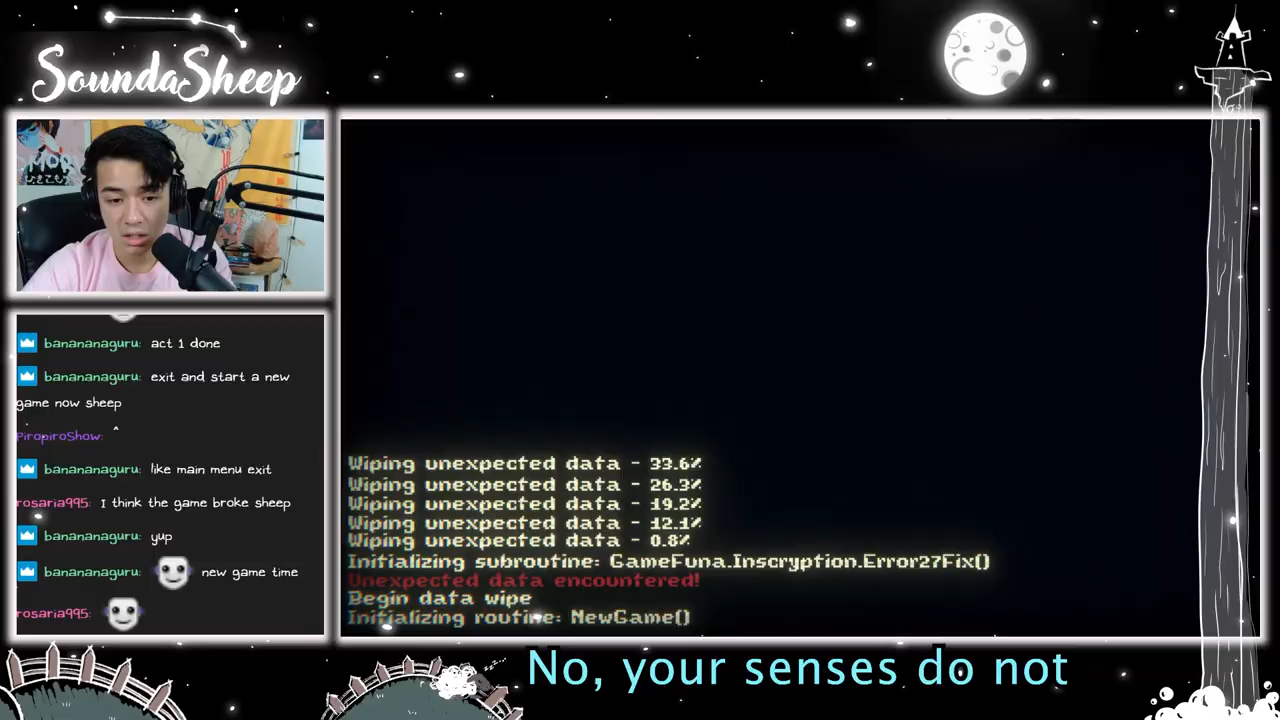 SoundaSheep
banananaguru: act 1 done
banananaguru: exit and start a new
game now sheep
PiropiroShow: ^
banananaguru: like main menu exit
rosaria995: I think the game broke sheep
banananaguru: yup
banananaguru: new game time
rosaria995:
Wiping unexpected data - 33.6%
Wiping unexpected data - 26.3%
Wiping unexpected data - 19.2%
Wiping unexpected data - 12.1%
Wiping unexpected data - 0.8%
Initializing subroutine: GameFuna.Inscryption.Error27Fix()
Unexpected data encountered!
Begin data wipe
Initializing routine: NewGame()
No, your senses do not